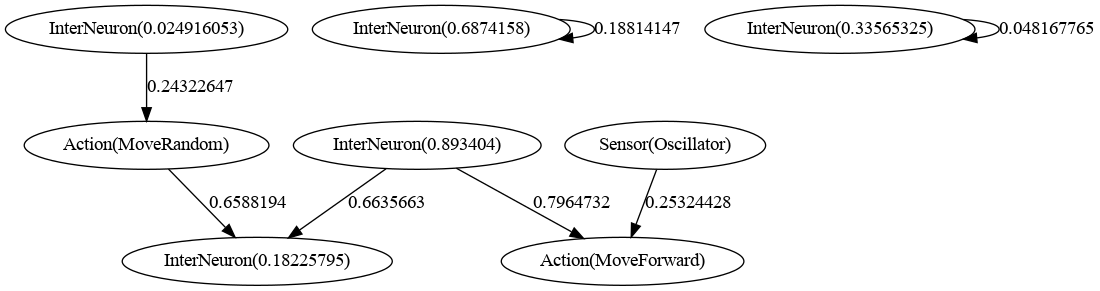 InterNeuron(0.024916053)
InterNeuron(0.6874158)
0.18814147
InterNeuron(0.33565325)
0.048167765
0.24322647
Action(MoveRandom)
InterNeuron(0.893404)
Sensor(Oscillator)
0.6588194
0.6635663
0.7964732
0.25324428
InterNeuron(0.18225795)
Action(MoveForward)